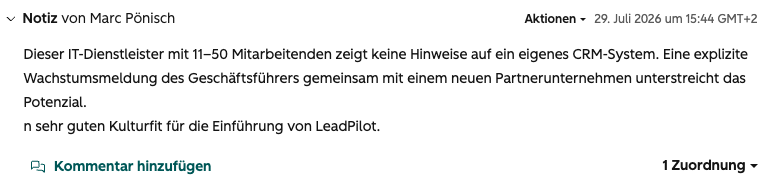 Notiz von Marc Pönisch Aktionen 29. Juli 2026 um 15:44 GMT+2
Dieser IT-Dienstleister mit 11–50 Mitarbeitenden zeigt keine Hinweise auf ein eigenes CRM-System. Eine explizite
Wachstumsmeldung des Geschäftsführers gemeinsam mit einem neuen Partnerunternehmen unterstreicht das
Potenzial.
n sehr guten Kulturfit für die Einführung von LeadPilot.
Kommentar hinzufügen 1 Zuordnung